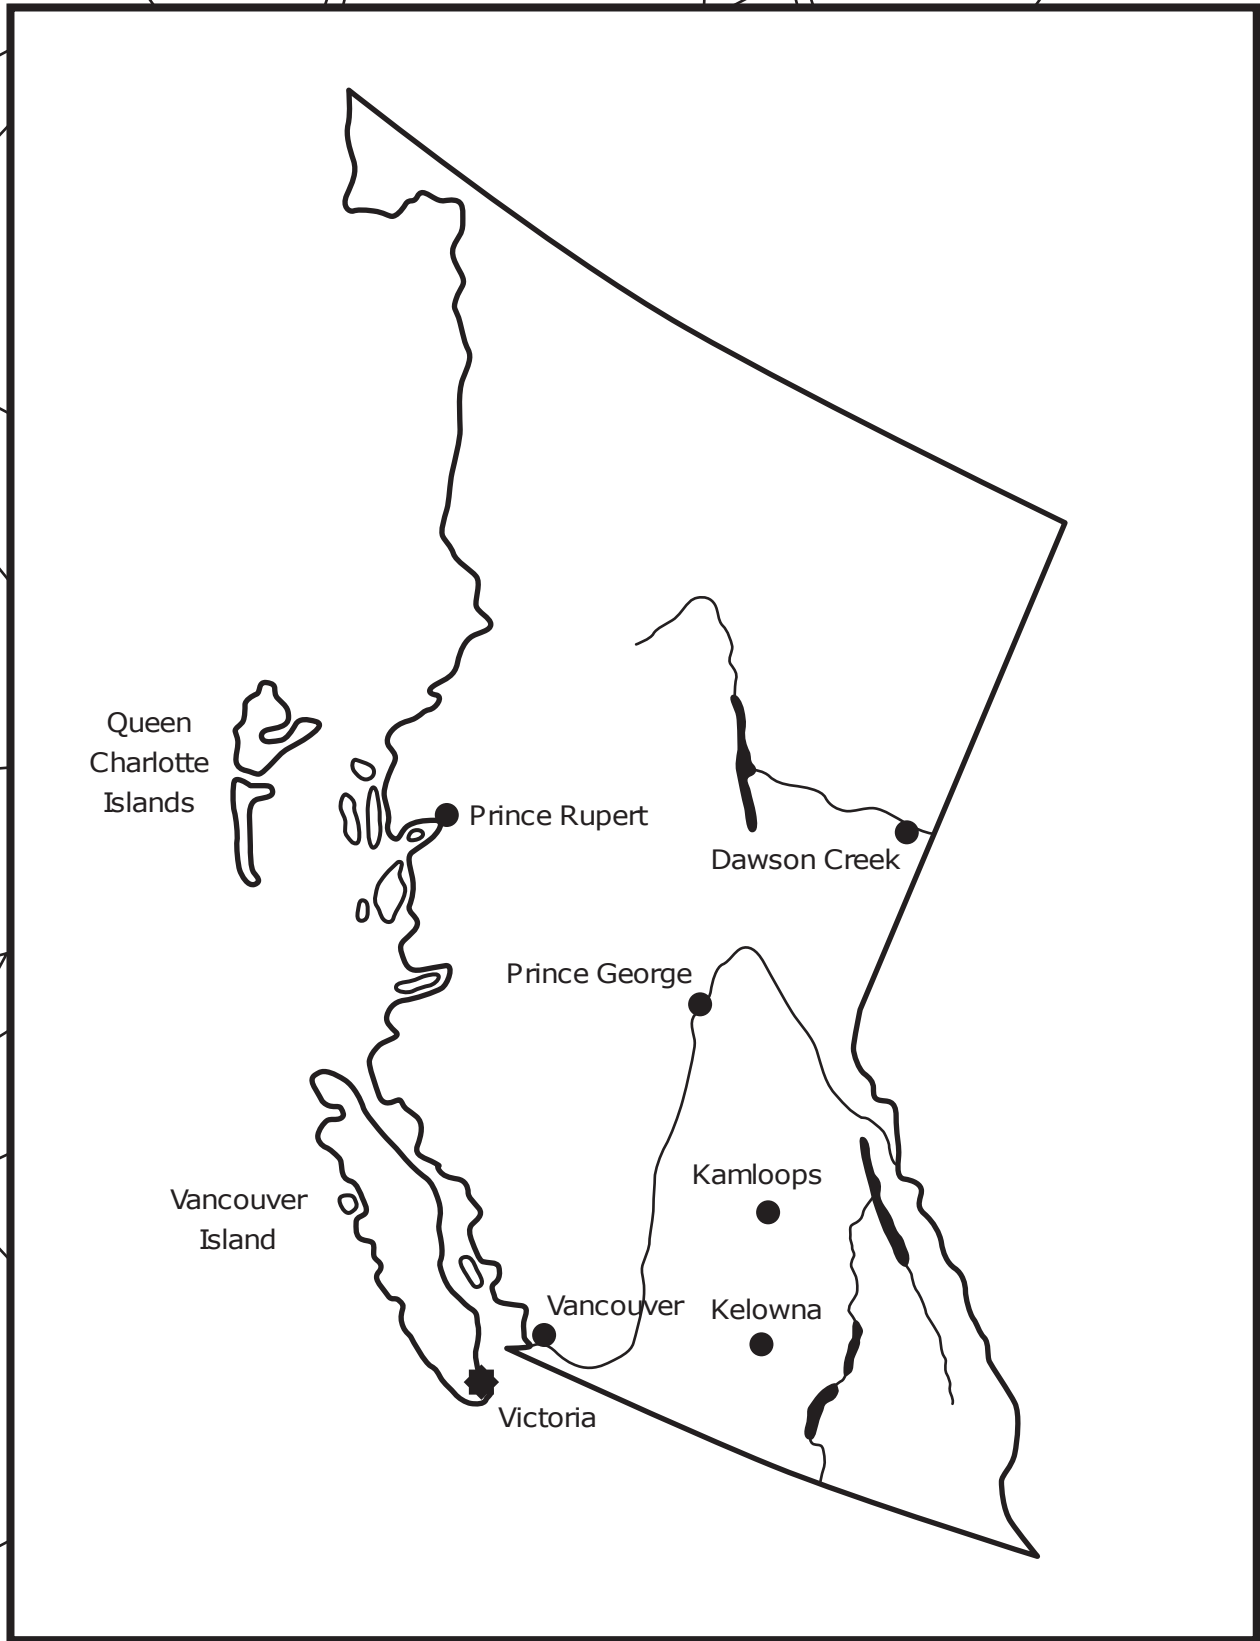 Queen
Charlotte
Islands
Prince Rupert
Dawson Creek
Prince George
Kamloops
Vancouver
Island
Vancouver
Kelowna
Victoria